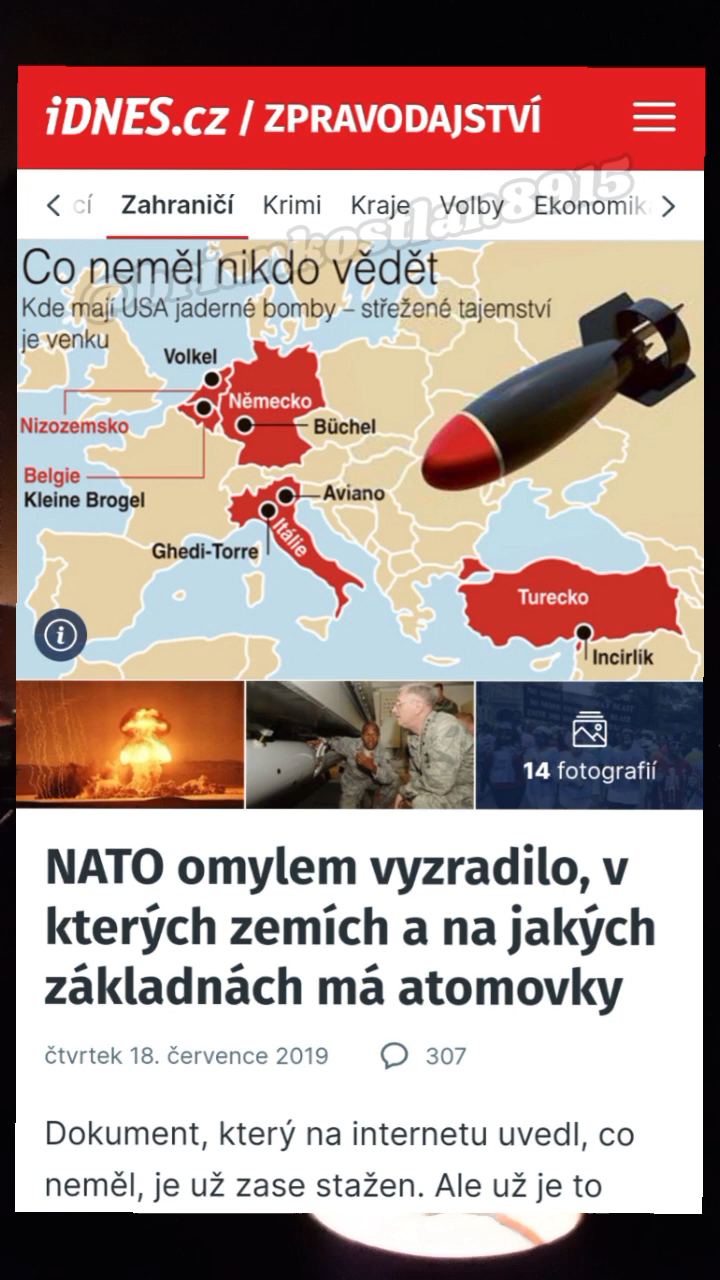 iDNES.cz / ZPRAVODAJSTVÍ
cí Zahraničí Krimi Kraje Volby Ekonomik
@briankostlan8915
Co neměl nikdo vědět
Kde mají USA jaderné bomby – střežené tajemství
je venku
Volkel
Nizozemsko
Německo
Büchel
Belgie
Kleine Brogel
Aviano
Ghedi-Torre
Itálie
Turecko
Incirlik
14 fotografií
NATO omylem vyzradilo, v
kterých zemích a na jakých
základnách má atomovky
čtvrtek 18. července 2019 307
Dokument, který na internetu uvedl, co
neměl, je už zase stažen. Ale už je to